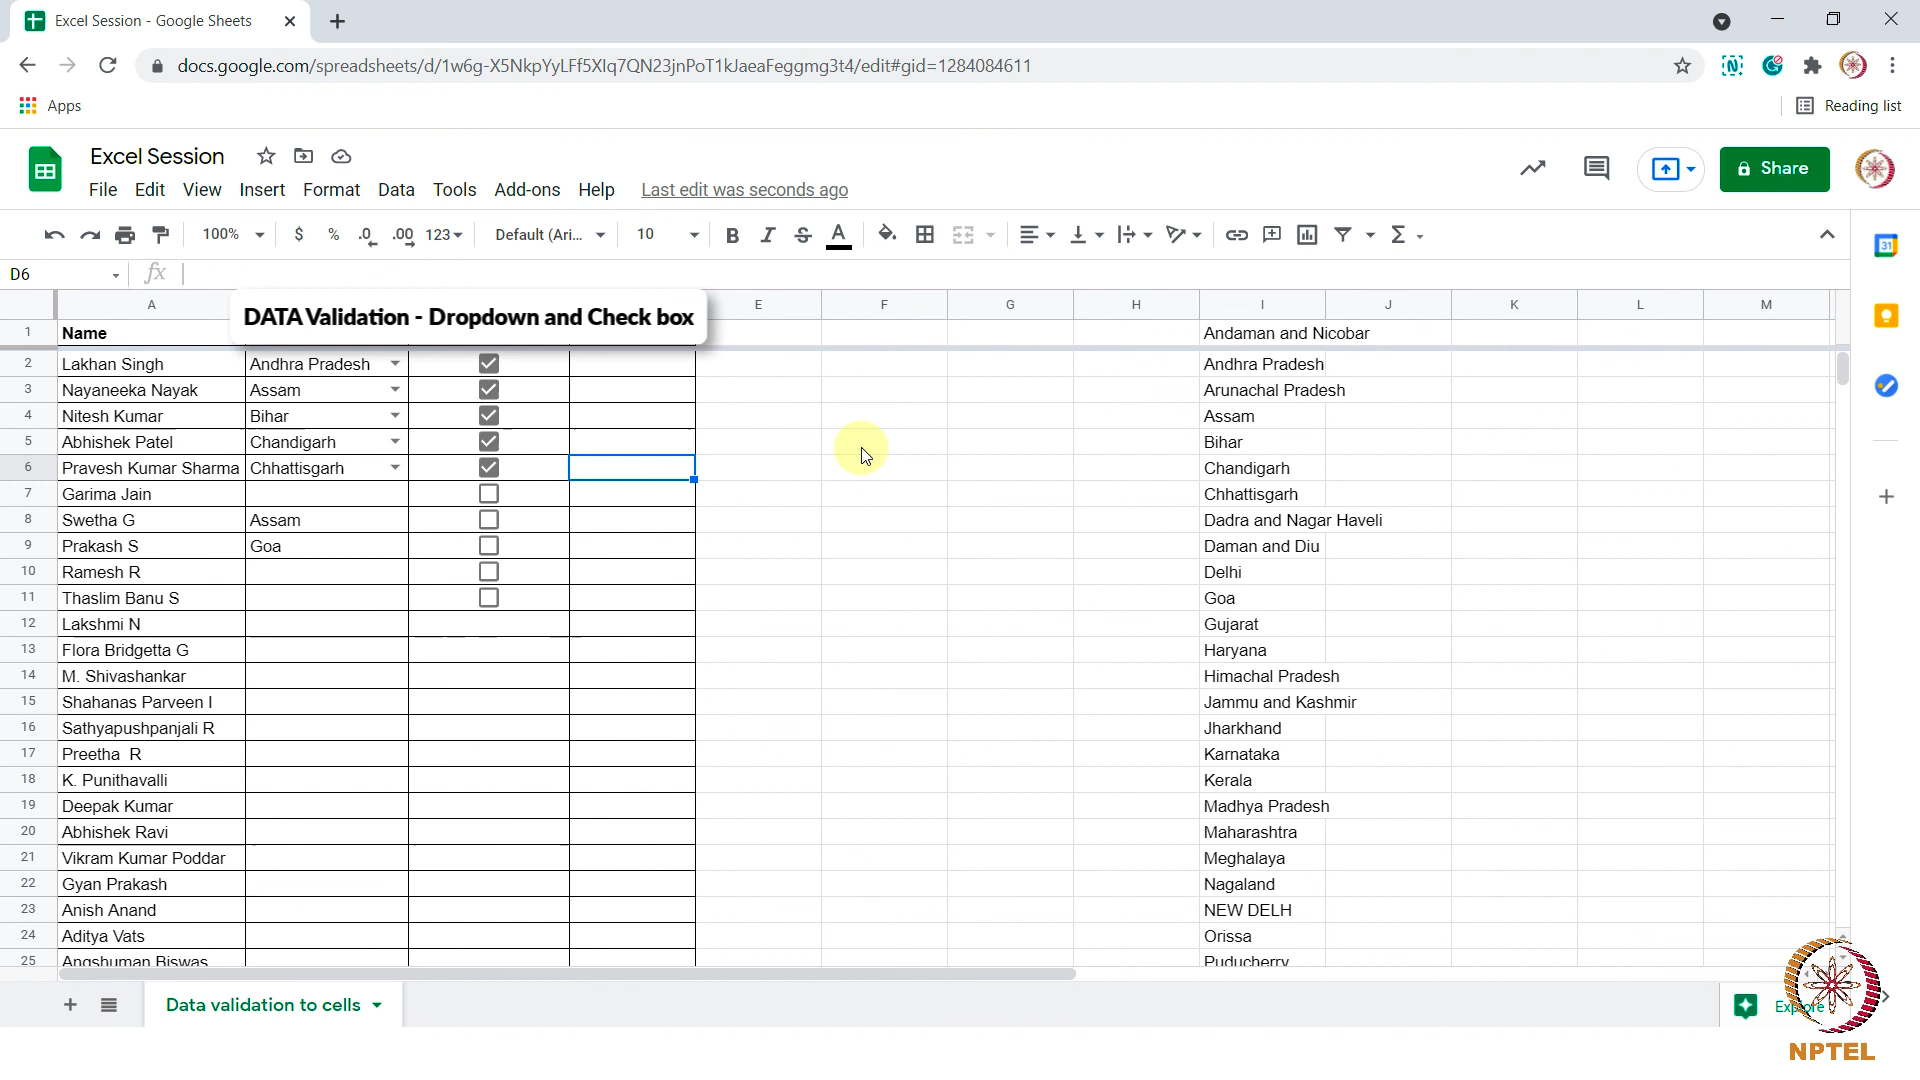 Excel Session - Google Sheets
docs.google.com/spreadsheets/d/1w6g-X5NkpYyLFf5XIq7QN23jnPoT1kJaeaFeggmg3t4/edit#gid=1284084611
Apps
Reading list
Excel Session
File Edit View Insert Format Data Tools Add-ons Help Last edit was seconds ago
Share
100% $ % .0 .00 123 Default (Ari... 10 B I S A
31
D6 fx
DATA Validation - Dropdown and Check box
A E F G H I J K L M
1 Name Andaman and Nicobar
2 Lakhan Singh Andhra Pradesh Andhra Pradesh
3 Nayaneeka Nayak Assam Arunachal Pradesh
4 Nitesh Kumar Bihar Assam
5 Abhishek Patel Chandigarh Bihar
6 Pravesh Kumar Sharma Chhattisgarh Chandigarh
7 Garima Jain Chhattisgarh
8 Swetha G Assam Dadra and Nagar Haveli
9 Prakash S Goa Daman and Diu
10 Ramesh R Delhi
11 Thaslim Banu S Goa
12 Lakshmi N Gujarat
13 Flora Bridgetta G Haryana
14 M. Shivashankar Himachal Pradesh
15 Shahanas Parveen I Jammu and Kashmir
16 Sathyapushpanjali R Jharkhand
17 Preetha R Karnataka
18 K. Punithavalli Kerala
19 Deepak Kumar Madhya Pradesh
20 Abhishek Ravi Maharashtra
21 Vikram Kumar Poddar Meghalaya
22 Gyan Prakash Nagaland
23 Anish Anand NEW DELH
24 Aditya Vats Orissa
25 Angshuman Biswas Puducherry
Data validation to cells
Explore
NPTEL